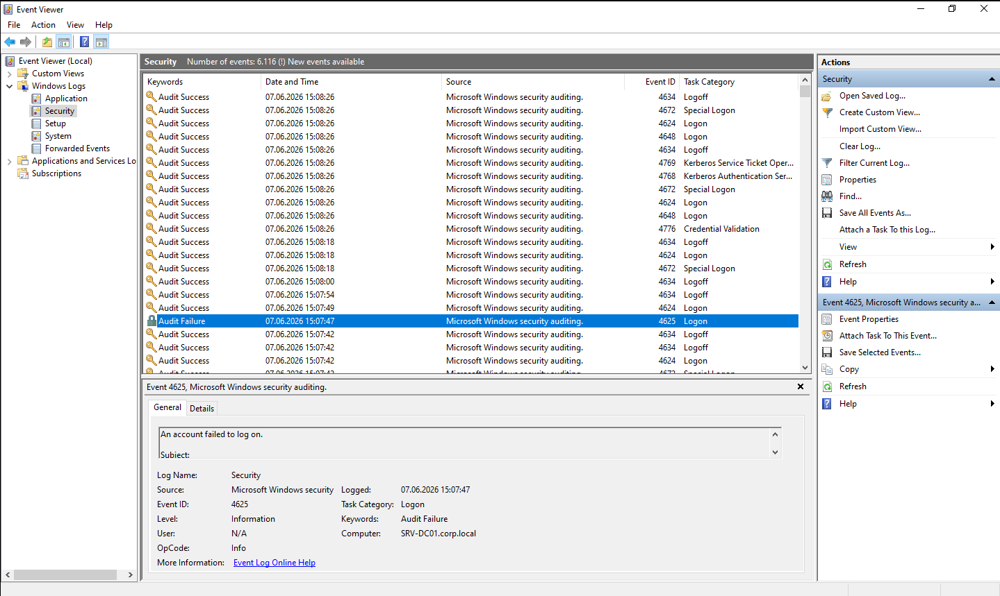 Event Viewer
File Action View Help
Event Viewer (Local)
Custom Views
Windows Logs
Application
Security
Setup
System
Forwarded Events
Applications and Services Lo
Subscriptions
Security Number of events: 6.116 (!) New events available
Keywords Date and Time Source Event ID Task Category
Audit Success 07.06.2026 15:08:26 Microsoft Windows security auditing. 4634 Logoff
Audit Success 07.06.2026 15:08:26 Microsoft Windows security auditing. 4672 Special Logon
Audit Success 07.06.2026 15:08:26 Microsoft Windows security auditing. 4624 Logon
Audit Success 07.06.2026 15:08:26 Microsoft Windows security auditing. 4648 Logon
Audit Success 07.06.2026 15:08:26 Microsoft Windows security auditing. 4634 Logoff
Audit Success 07.06.2026 15:08:26 Microsoft Windows security auditing. 4769 Kerberos Service Ticket Oper...
Audit Success 07.06.2026 15:08:26 Microsoft Windows security auditing. 4768 Kerberos Authentication Ser...
Audit Success 07.06.2026 15:08:26 Microsoft Windows security auditing. 4672 Special Logon
Audit Success 07.06.2026 15:08:26 Microsoft Windows security auditing. 4624 Logon
Audit Success 07.06.2026 15:08:26 Microsoft Windows security auditing. 4648 Logon
Audit Success 07.06.2026 15:08:26 Microsoft Windows security auditing. 4776 Credential Validation
Audit Success 07.06.2026 15:08:18 Microsoft Windows security auditing. 4634 Logoff
Audit Success 07.06.2026 15:08:18 Microsoft Windows security auditing. 4624 Logon
Audit Success 07.06.2026 15:08:18 Microsoft Windows security auditing. 4672 Special Logon
Audit Success 07.06.2026 15:08:00 Microsoft Windows security auditing. 4634 Logoff
Audit Success 07.06.2026 15:07:54 Microsoft Windows security auditing. 4634 Logoff
Audit Success 07.06.2026 15:07:49 Microsoft Windows security auditing. 4624 Logon
Audit Failure 07.06.2026 15:07:47 Microsoft Windows security auditing. 4625 Logon
Audit Success 07.06.2026 15:07:42 Microsoft Windows security auditing. 4634 Logoff
Audit Success 07.06.2026 15:07:42 Microsoft Windows security auditing. 4634 Logoff
Audit Success 07.06.2026 15:07:42 Microsoft Windows security auditing. 4624 Logon
Audit Success 07.06.2026 15:07:42 Microsoft Windows security auditing. 4672 Special Logon
Event 4625, Microsoft Windows security auditing.
General Details
An account failed to log on.
Subject:
Log Name: Security
Source: Microsoft Windows security Logged: 07.06.2026 15:07:47
Event ID: 4625 Task Category: Logon
Level: Information Keywords: Audit Failure
User: N/A Computer: SRV-DC01.corp.local
OpCode: Info
More Information: Event Log Online Help
Actions
Security
Open Saved Log...
Create Custom View...
Import Custom View...
Clear Log...
Filter Current Log...
Properties
Find...
Save All Events As...
Attach a Task To this Log...
View
Refresh
Help
Event 4625, Microsoft Windows security a...
Event Properties
Attach Task To This Event...
Save Selected Events...
Copy
Refresh
Help